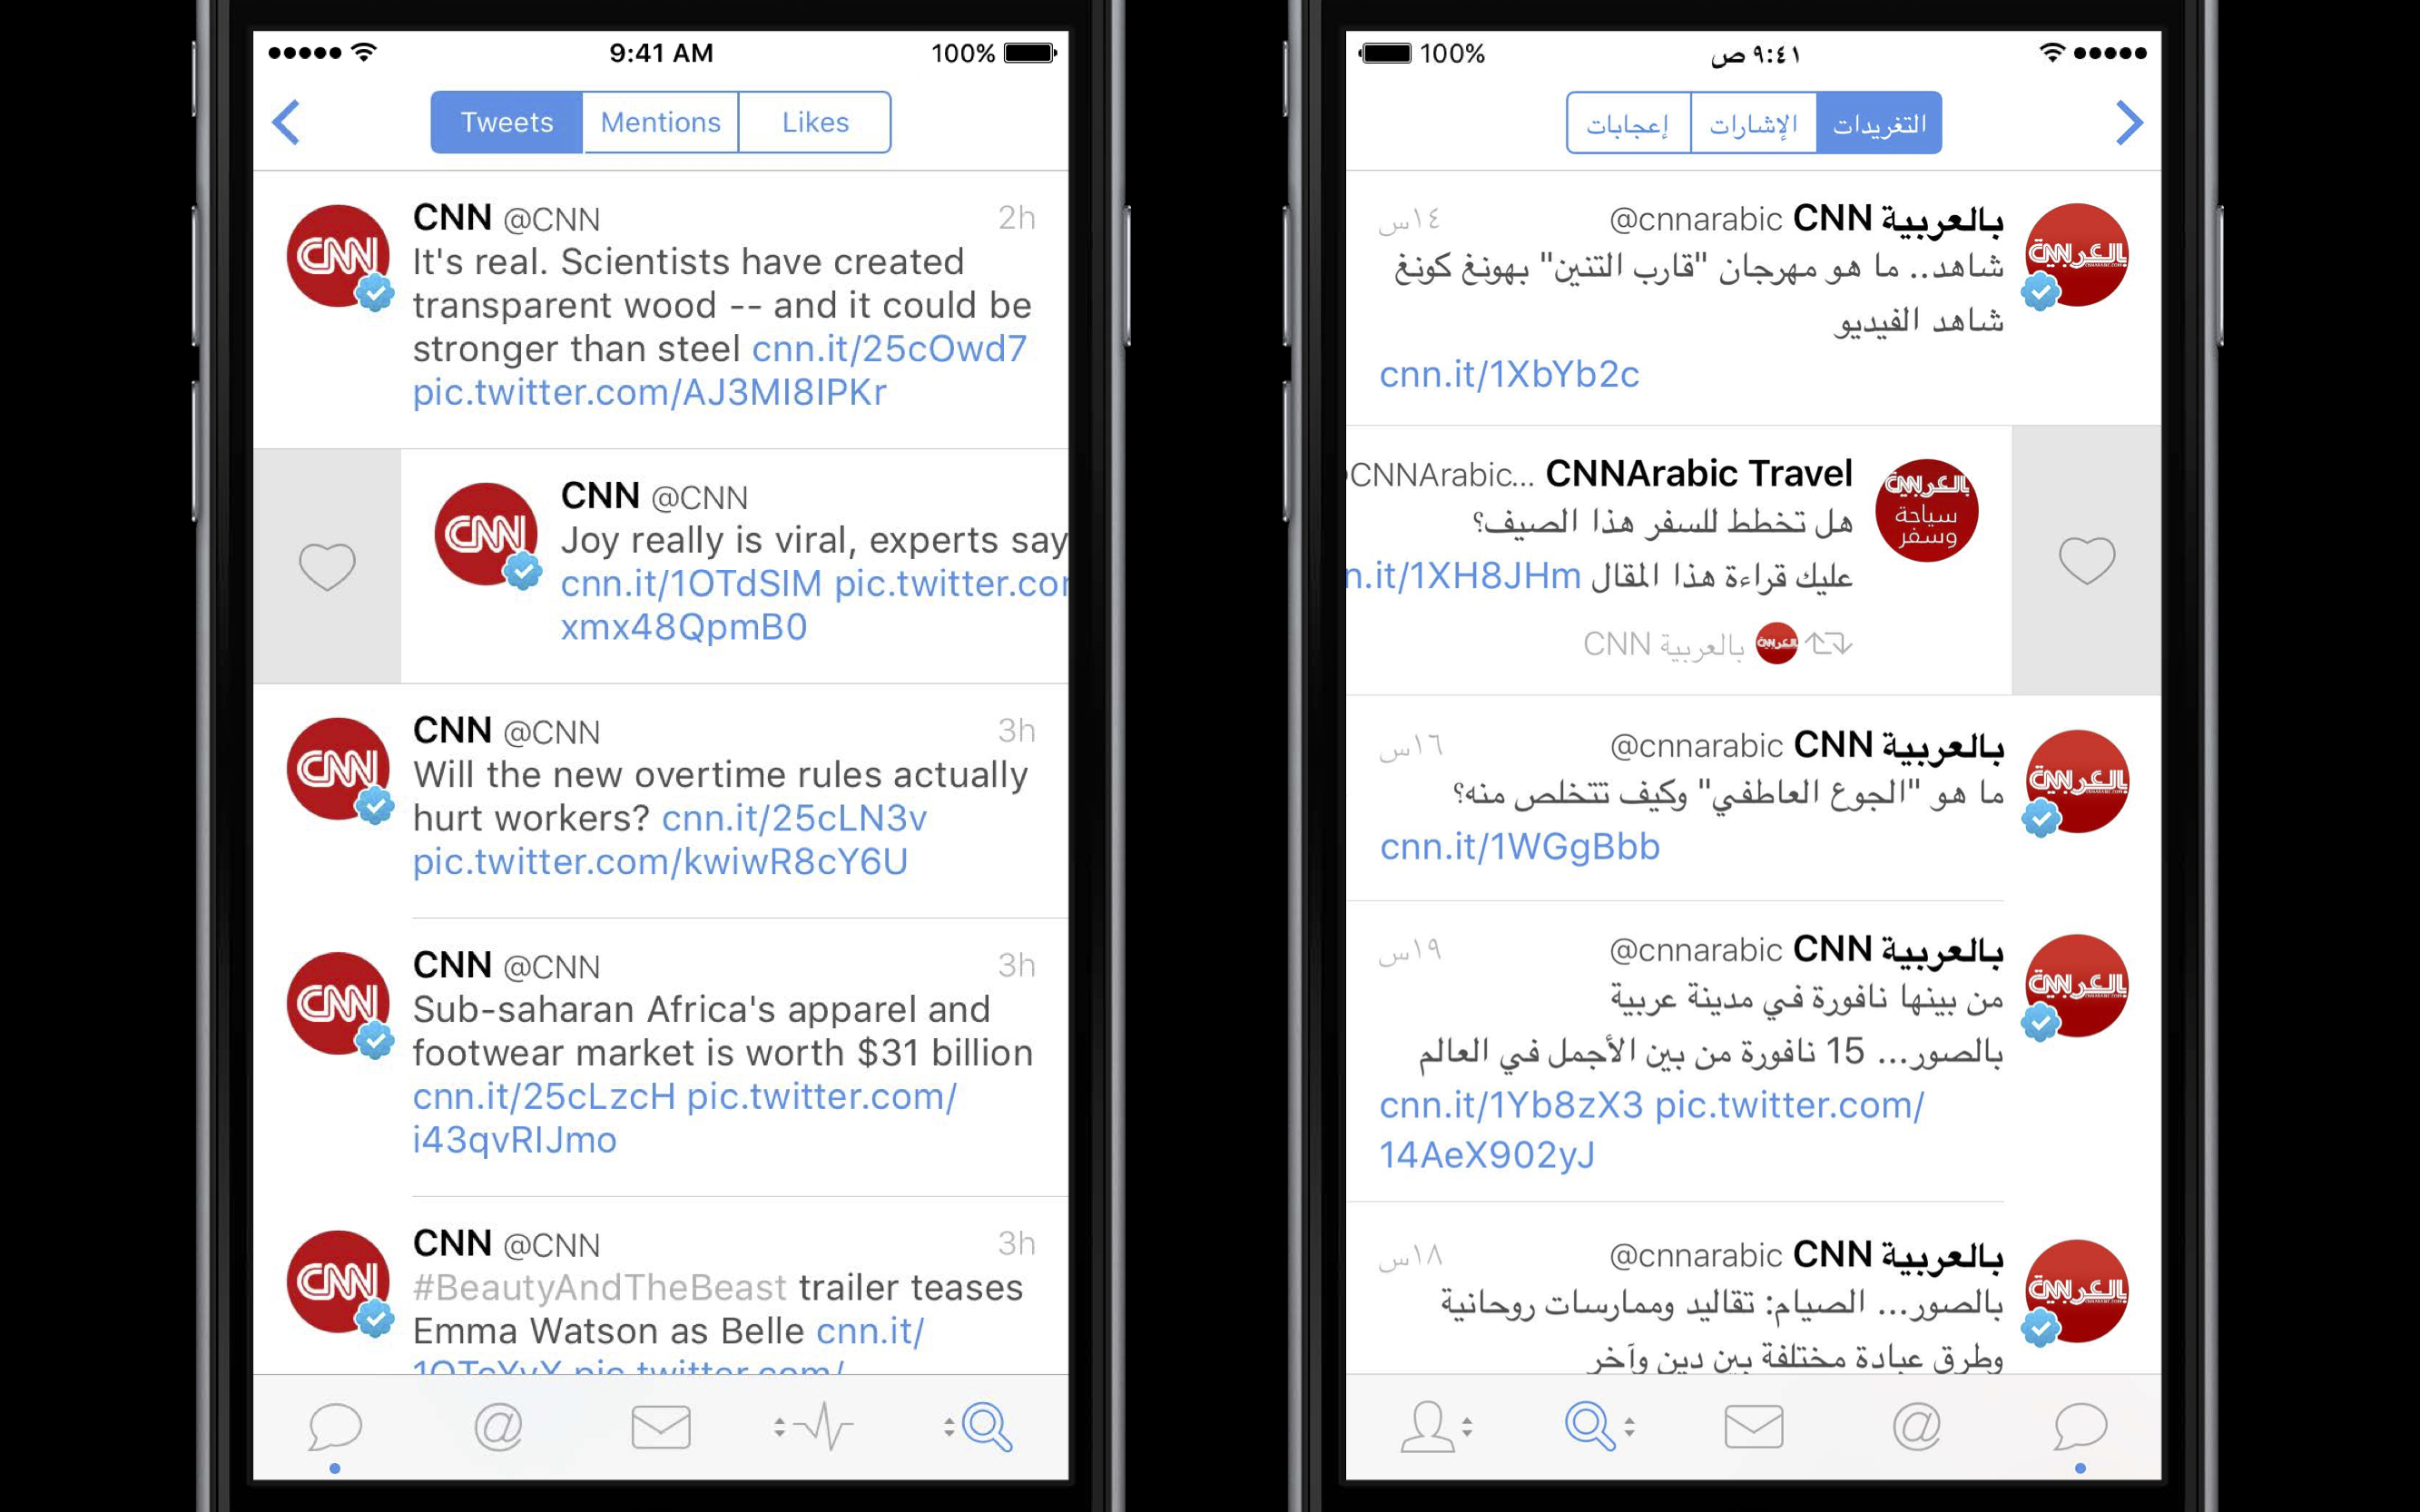 9:41 AM
100%
Tweets
Mentions
Likes
CNN @CNN
2h
It's real. Scientists have created
transparent wood -- and it could be
stronger than steel cnn.it/25cOwd7
pic.twitter.com/AJ3MI8IPKr
CNN @CNN
Joy really is viral, experts say
cnn.it/1OTdSIM pic.twitter.co
xmx48QpmB0
CNN @CNN
3h
Will the new overtime rules actually
hurt workers? cnn.it/25cLN3v
pic.twitter.com/kwiwR8cY6U
CNN @CNN
3h
Sub-saharan Africa's apparel and
footwear market is worth $31 billion
cnn.it/25cLzcH pic.twitter.com/
i43qvRIJmo
CNN @CNN
3h
#BeautyAndTheBeast trailer teases
Emma Watson as Belle cnn.it/
pic.twitter.com/
٩:٤١ ص
100%
التغريدات
الإشارات
إعجابات
بالعربية CNN @cnnarabic
١٤س
شاهد.. ما هو مهرجان "قارب التنين" بهونغ كونغ
شاهد الفيديو
cnn.it/1XbYb2c
CNNArabic Travel CNNArabic...
هل تخطط للسفر هذا الصيف؟
عليك قراءة هذا المقال n.it/1XH8JHm
بالعربية CNN
سياحة
وسفر
بالعربية CNN @cnnarabic
١٦س
ما هو "الجوع العاطفي" وكيف تتخلص منه؟
cnn.it/1WGgBbb
بالعربية CNN @cnnarabic
١٩س
من بينها نافورة في مدينة عربية
بالصور... 15 نافورة من بين الأجمل في العالم
cnn.it/1Yb8zX3 pic.twitter.com/
14AeX902yJ
بالعربية CNN @cnnarabic
١٨س
بالصور... الصيام: تقاليد وممارسات روحانية
وطرق عبادة مختلفة بين دين وآخر